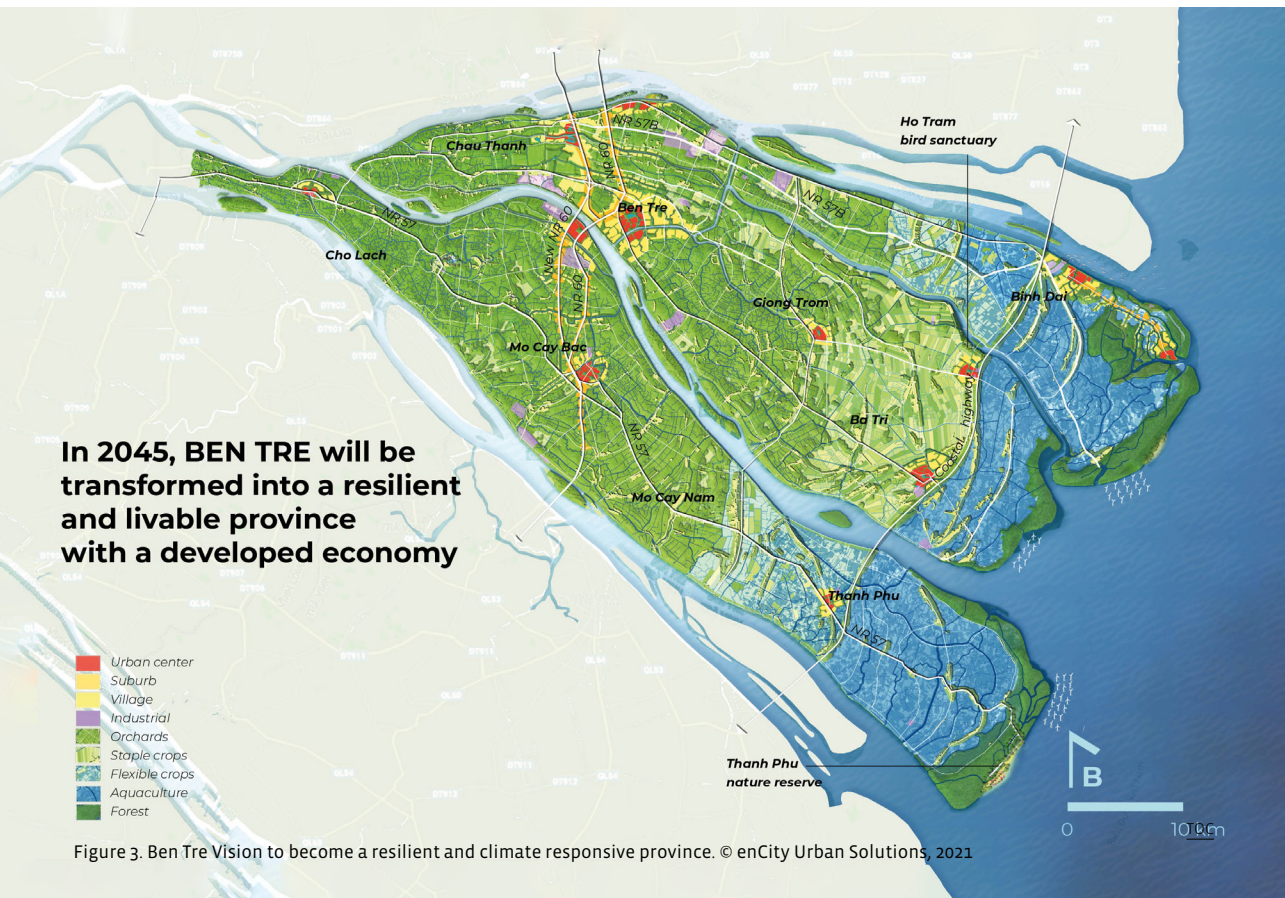 Ho Tram
bird sanctuary
NR 57B
Chau Thanh
NR 60
NR 57B
Ben Tre
NR 57
New NR 60
Cho Lach
Binh Dai
NR 60
Giong Trom
Mo Cay Bac
Coastal highway
Ba Tri
NR 57
In 2045, BEN TRE will be
transformed into a resilient
and livable province
with a developed economy
Mo Cay Nam
Thanh Phu
NR 57
Urban center
Suburb
Village
Industrial
Orchards
Staple crops
Flexible crops
Aquaculture
Forest
Thanh Phu
nature reserve
B
0 10 km
Figure 3. Ben Tre Vision to become a resilient and climate responsive province. © enCity Urban Solutions, 2021